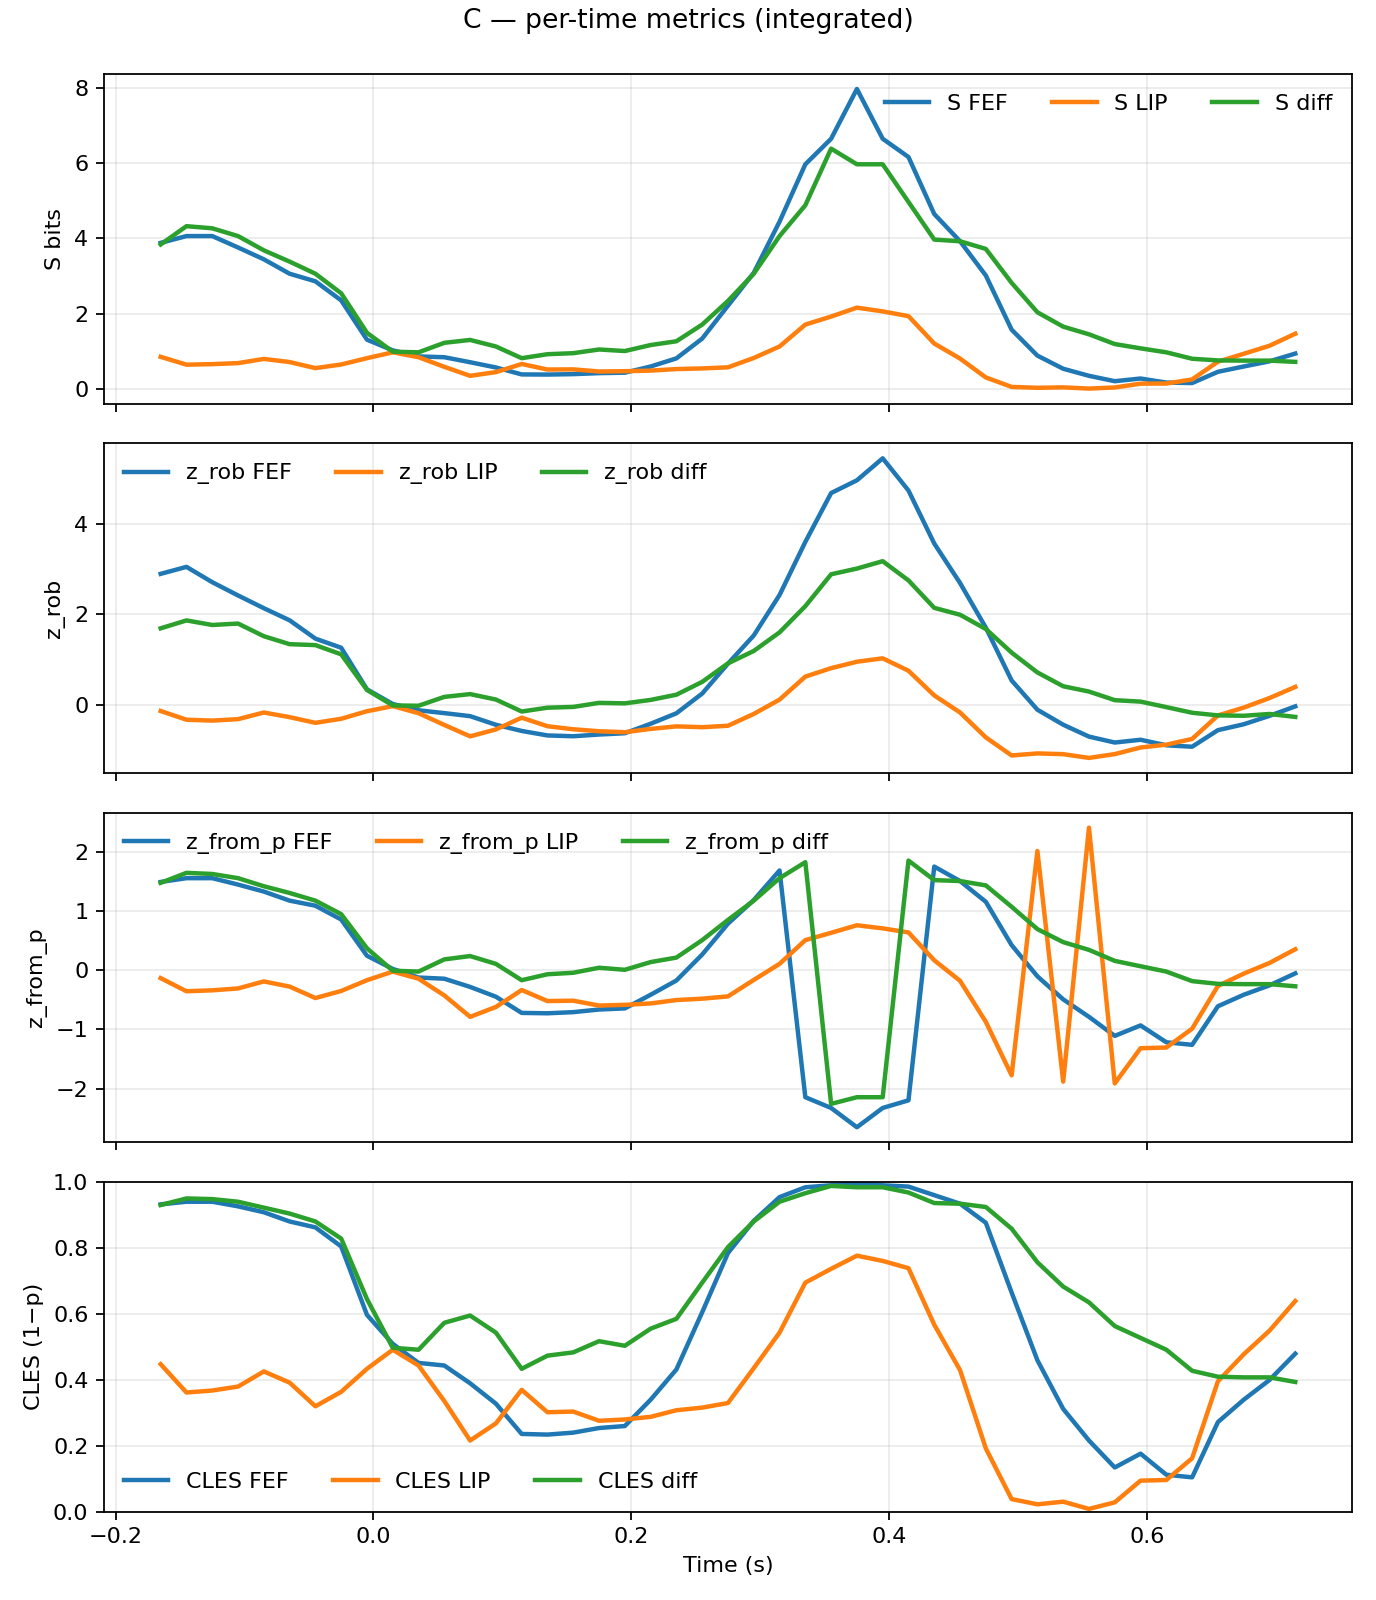 C — per-time metrics (integrated)
8
6
4
2
0
S bits
S FEF S LIP S diff
4
2
0
z_rob
z_rob FEF z_rob LIP z_rob diff
2
1
0
−1
−2
z_from_p
z_from_p FEF z_from_p LIP z_from_p diff
1.0
0.8
0.6
0.4
0.2
0.0
CLES (1−p)
CLES FEF CLES LIP CLES diff
−0.2 0.0 0.2 0.4 0.6
Time (s)